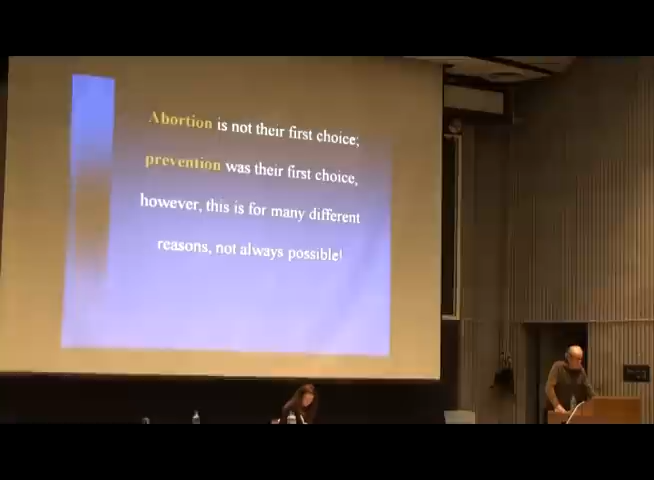 Abortion is not their first choice;
prevention was their first choice,
however, this is for many different
reasons, not always possible!